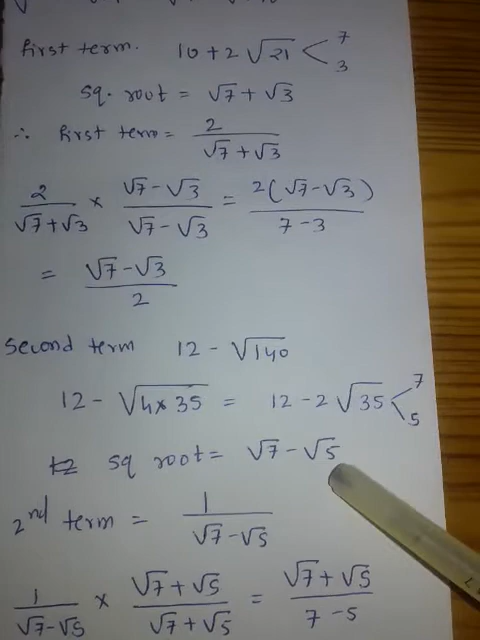 first term. 10 + 2 √21 < 7 3
sq. root = √7 + √3
∴ first term = 2 / (√7 + √3)
2 / (√7 + √3) × (√7 - √3) / (√7 - √3) = 2(√7 - √3) / (7 - 3)
= (√7 - √3) / 2
Second term 12 - √140
12 - √(4 × 35) = 12 - 2 √35 < 7 5
sq root = √7 - √5
2nd term = 1 / (√7 - √5)
1 / (√7 - √5) × (√7 + √5) / (√7 + √5) = (√7 + √5) / (7 - 5)